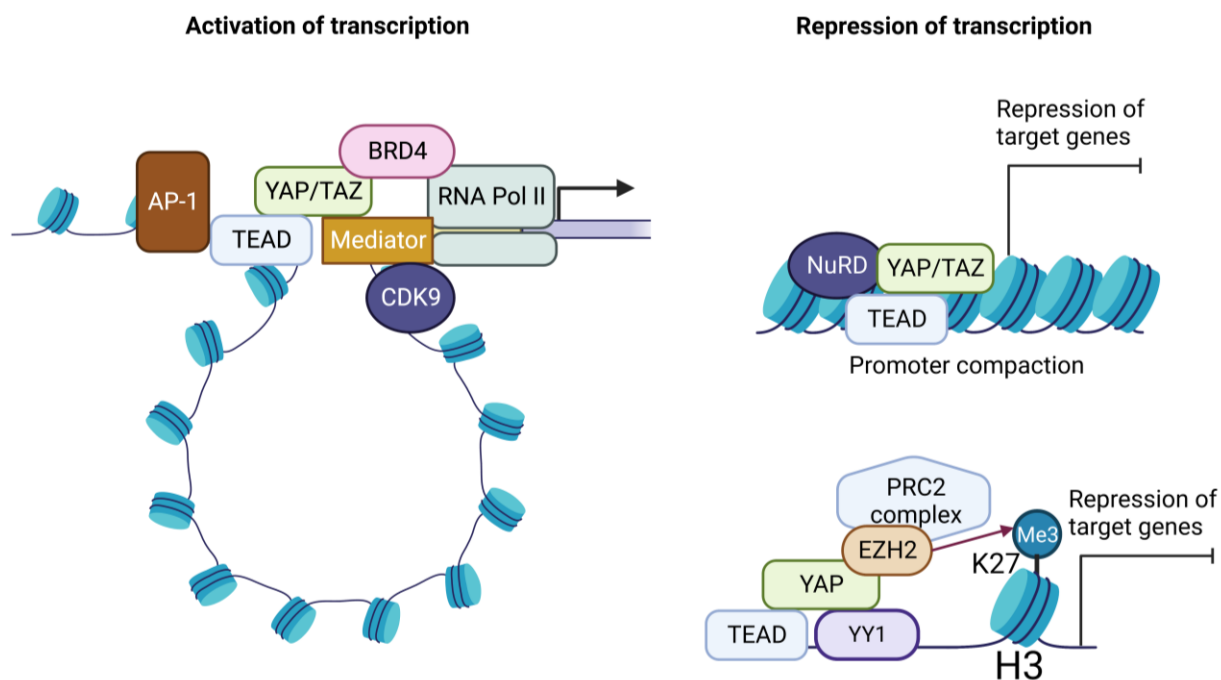 Activation of transcription
BRD4
AP-1
YAP/TAZ
RNA Pol II
TEAD
Mediator
CDK9
Repression of transcription
Repression of
target genes
NuRD
YAP/TAZ
TEAD
Promoter compaction
PRC2
complex
Repression of
target genes
EZH2
Me3
K27
YAP
TEAD
YY1
H3